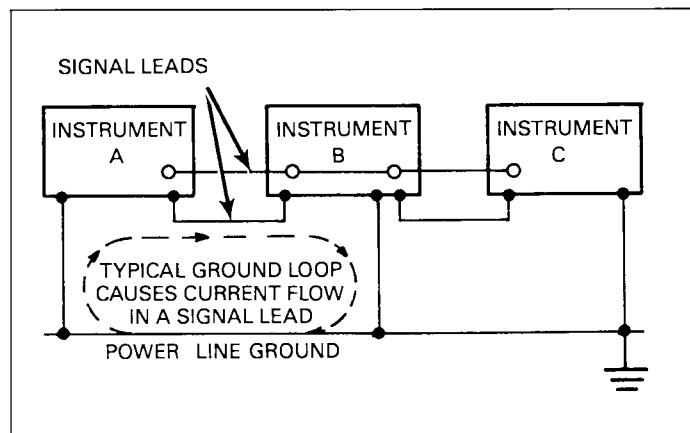 SIGNAL LEADS
INSTRUMENT
A
INSTRUMENT
B
INSTRUMENT
C
TYPICAL GROUND LOOP
CAUSES CURRENT FLOW
IN A SIGNAL LEAD
POWER LINE GROUND